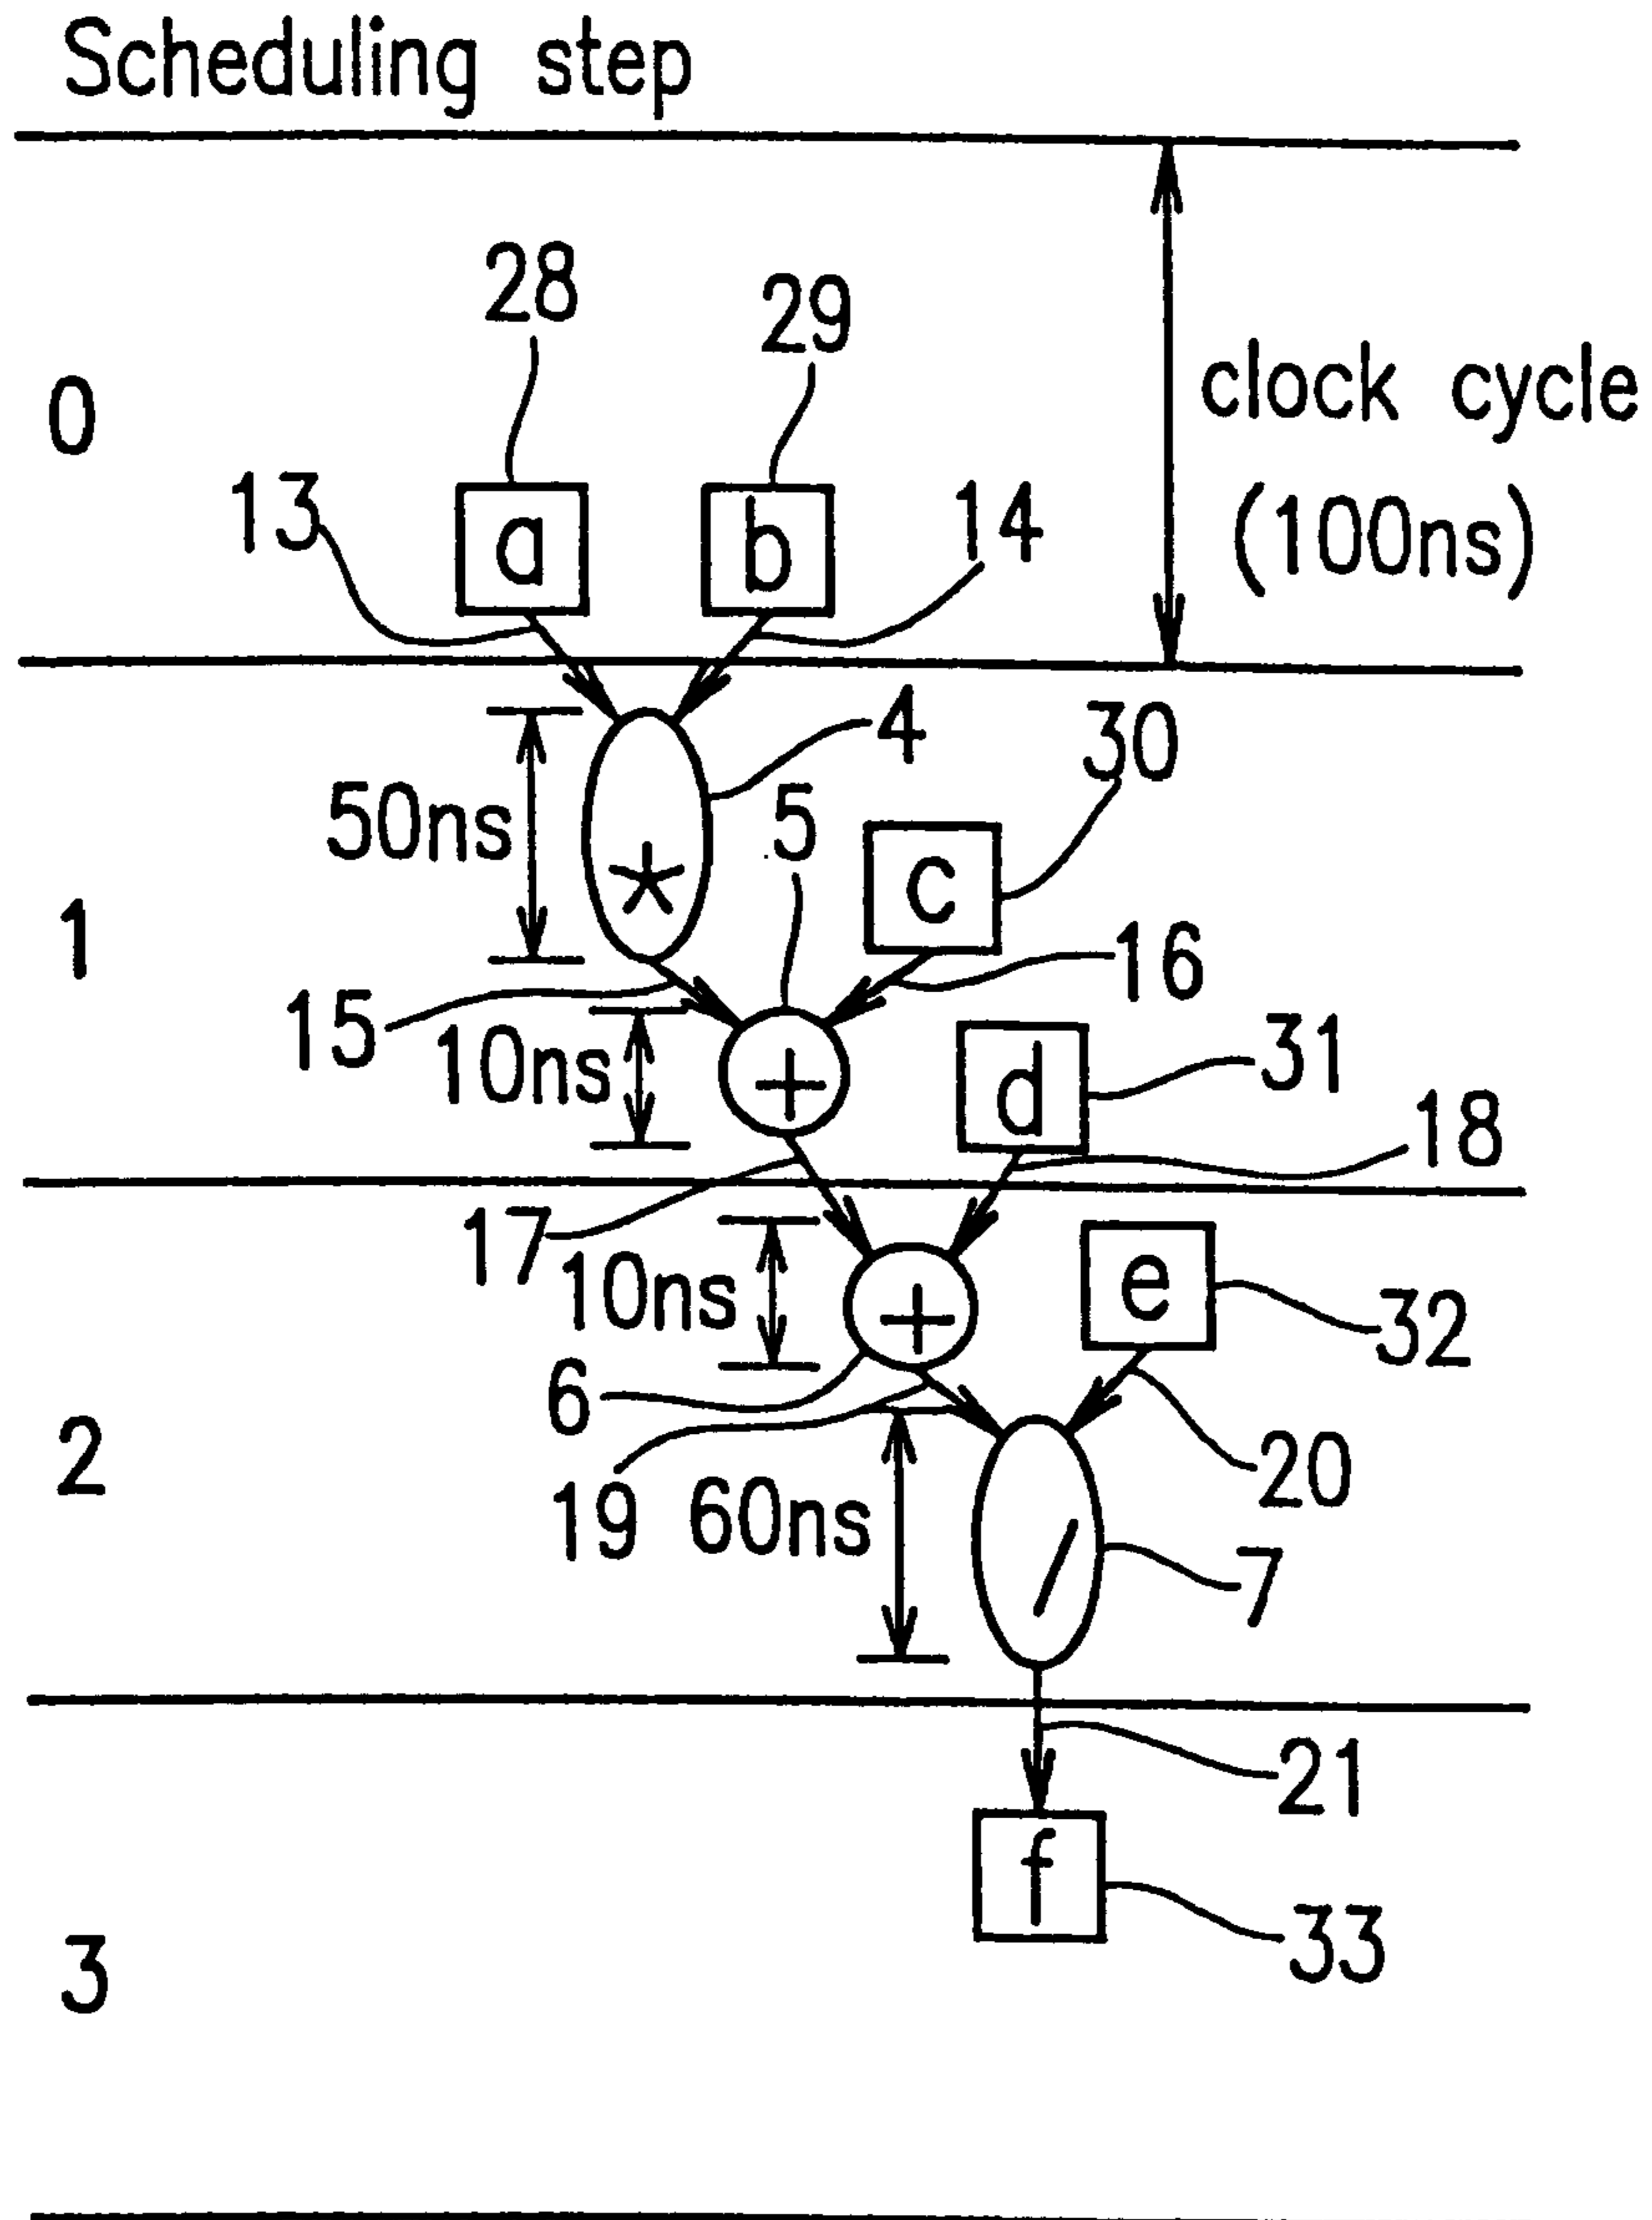 Scheduling step
28
29
0
clock cycle
13
a
b
14
(100ns)
4
30
50ns
5
*
c
1
16
15
10ns
+
d
31
18
17
10ns
+
e
32
6
2
20
19
60ns
/
7
21
f
33
3